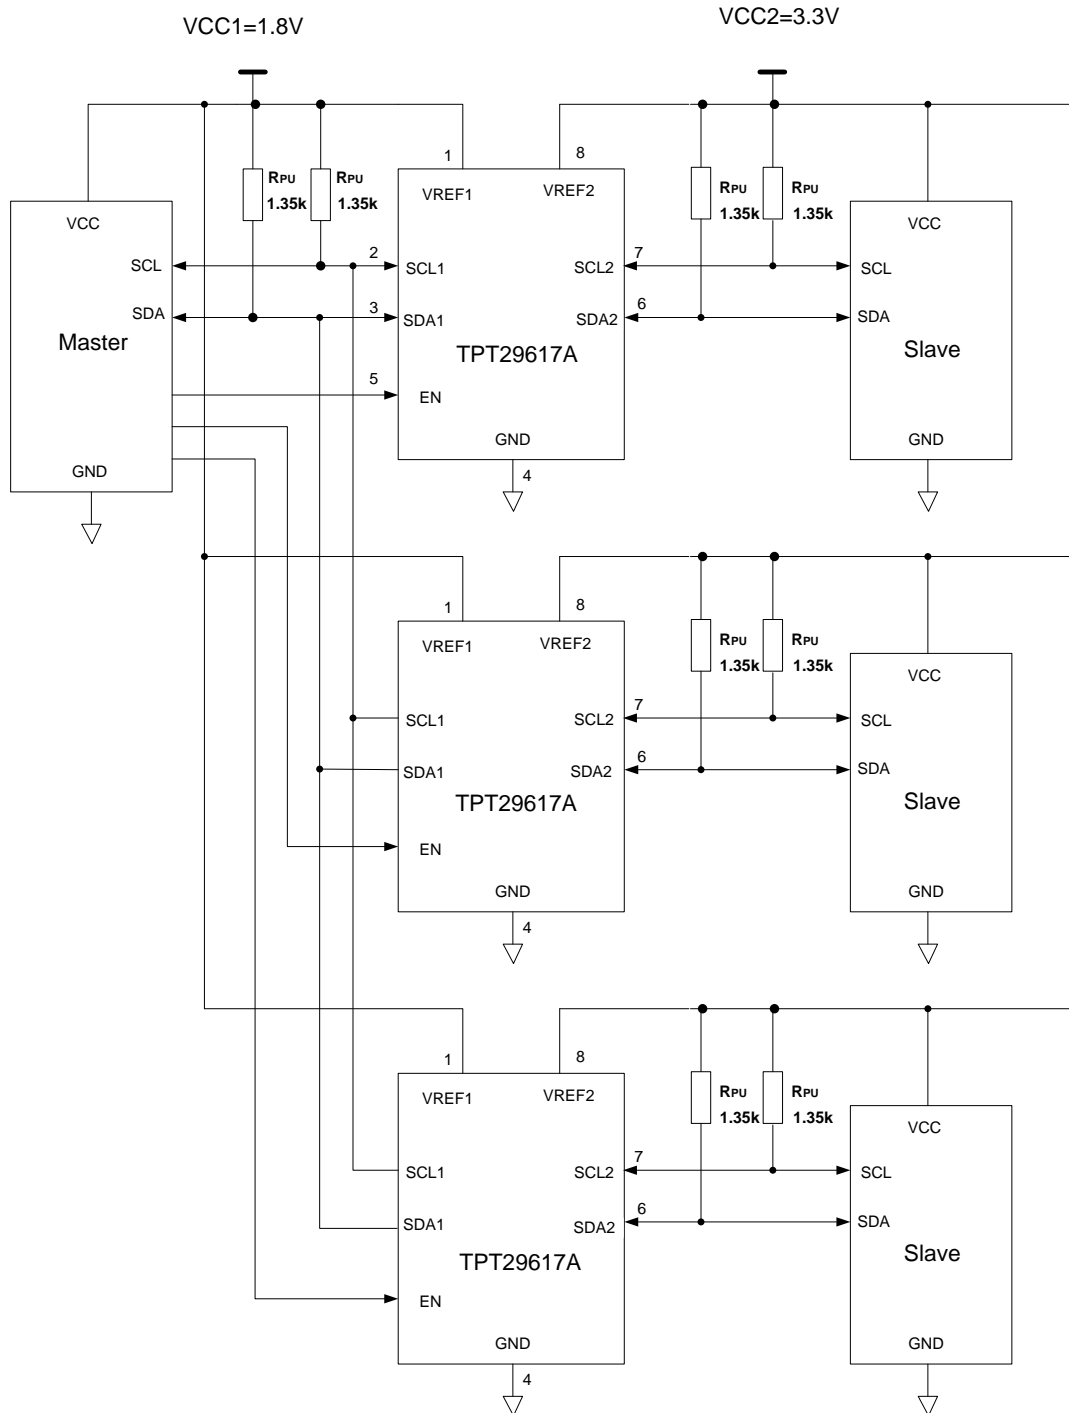 VCC1=1.8V
VCC2=3.3V
1
8
RPU
1.35k
RPU
1.35k
VREF1
VREF2
RPU
1.35k
RPU
1.35k
VCC
VCC
SCL
2
SCL1
SCL2
7
SCL
SDA
3
SDA1
SDA2
6
SDA
Master
TPT29617A
Slave
5
EN
GND
GND
GND
4
1
8
VREF1
VREF2
RPU
1.35k
RPU
1.35k
VCC
SCL1
SCL2
7
SCL
SDA1
SDA2
6
SDA
TPT29617A
Slave
EN
GND
GND
4
1
8
VREF1
VREF2
RPU
1.35k
RPU
1.35k
VCC
SCL1
SCL2
7
SCL
SDA1
SDA2
6
SDA
TPT29617A
Slave
EN
GND
GND
4